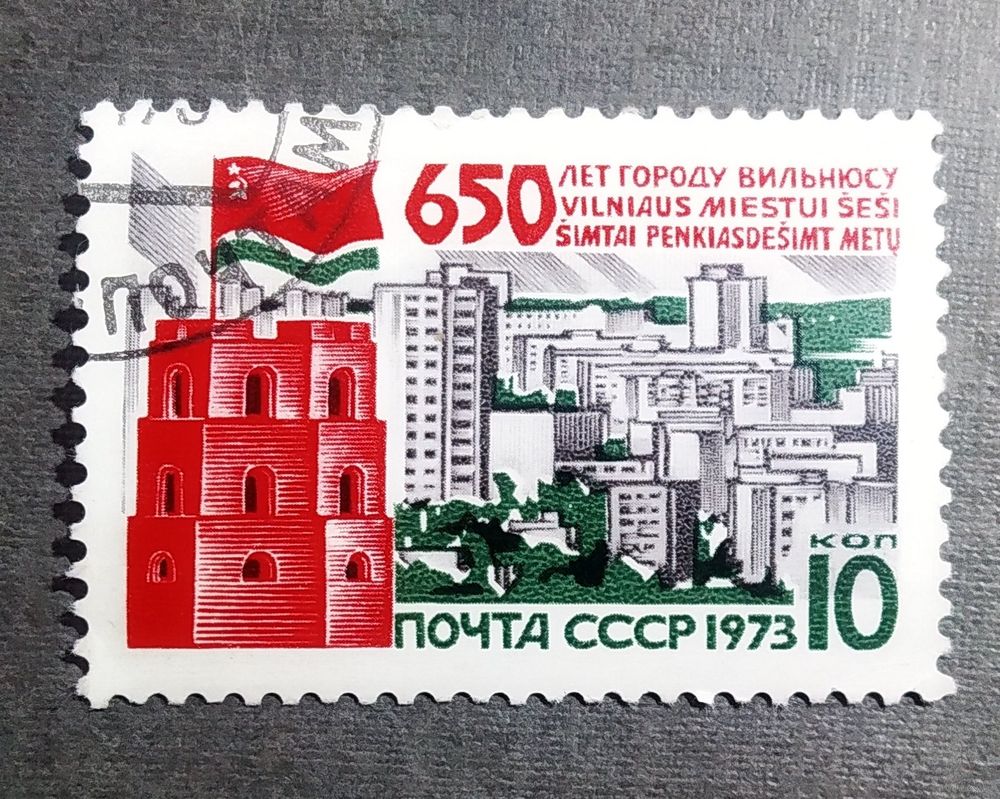 650 ЛЕТ ГОРОДУ ВИЛЬНЮСУ
VILNIAUS MIESTUI ŠEŠI
ŠIMTAI PENKIASDEŠIMT METŲ
КОП
10
ПОЧТА СССР 1973